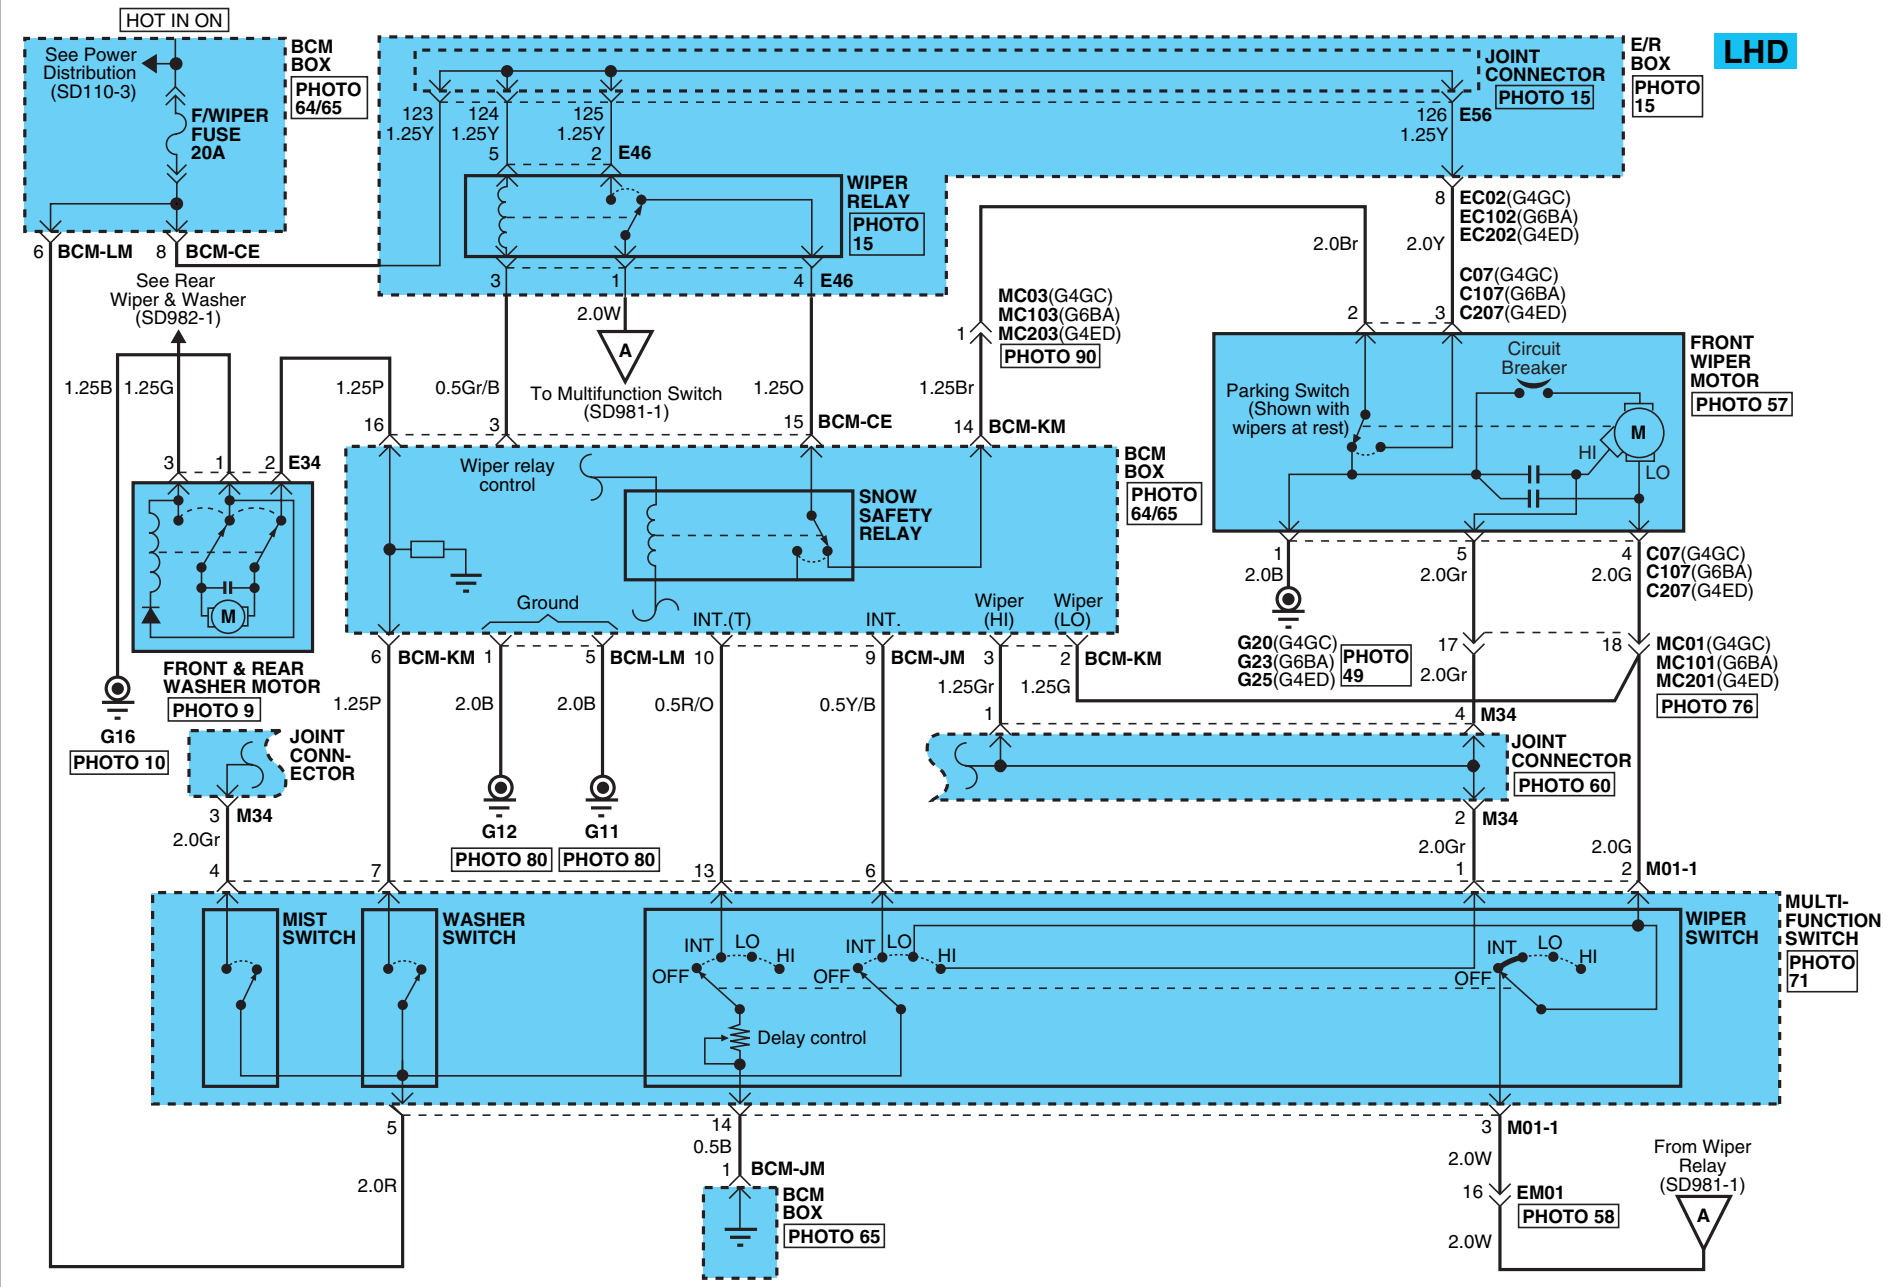 HOT IN ON
See Power
Distribution
(SD110-3)
F/WIPER
FUSE
20A
BCM
BOX
PHOTO
64/65
6 BCM-LM
8 BCM-CE
JOINT
CONNECTOR
PHOTO 15
E/R
BOX
PHOTO
15
LHD
123
1.25Y
124
1.25Y
125
1.25Y
126
1.25Y
E56
5
2
E46
WIPER
RELAY
PHOTO
15
3
1
4
E46
8
EC02(G4GC)
EC102(G6BA)
EC202(G4ED)
2.0Br
2.0Y
C07(G4GC)
C107(G6BA)
C207(G4ED)
2
3
See Rear
Wiper & Washer
(SD982-1)
2.0W
A
To Multifunction Switch
(SD981-1)
MC03(G4GC)
MC103(G6BA)
MC203(G4ED)
1
PHOTO 90
1.25B
1.25G
1.25P
0.5Gr/B
1.25O
1.25Br
16
3
15
BCM-CE
14
BCM-KM
Circuit
Breaker
Parking Switch
(Shown with
wipers at rest)
M
HI
LO
FRONT
WIPER
MOTOR
PHOTO 57
3
1
2
E34
M
FRONT & REAR
WASHER MOTOR
PHOTO 9
Wiper relay
control
SNOW
SAFETY
RELAY
BCM
BOX
PHOTO
64/65
Ground
INT.(T)
INT.
Wiper
(HI)
Wiper
(LO)
1
2.0B
5
2.0Gr
4
2.0G
C07(G4GC)
C107(G6BA)
C207(G4ED)
G20(G4GC)
G23(G6BA)
G25(G4ED)
PHOTO
49
17
2.0Gr
18
MC01(G4GC)
MC101(G6BA)
MC201(G4ED)
PHOTO 76
6
BCM-KM
1
5
BCM-LM
10
9
BCM-JM
3
2
BCM-KM
1.25P
2.0B
2.0B
0.5R/O
0.5Y/B
1.25Gr
1.25G
G16
PHOTO 10
JOINT
CONN-
ECTOR
1
4
M34
JOINT
CONNECTOR
PHOTO 60
3
M34
2.0Gr
G12
PHOTO 80
G11
PHOTO 80
2
M34
2.0Gr
2.0G
4
7
13
6
1
2
M01-1
MIST
SWITCH
WASHER
SWITCH
WIPER
SWITCH
MULTI-
FUNCTION
SWITCH
PHOTO
71
OFF
INT
LO
HI
OFF
INT
LO
HI
OFF
INT
LO
HI
Delay control
5
2.0R
14
0.5B
1
BCM-JM
BCM
BOX
PHOTO 65
3
M01-1
2.0W
16
EM01
PHOTO 58
2.0W
From Wiper
Relay
(SD981-1)
A